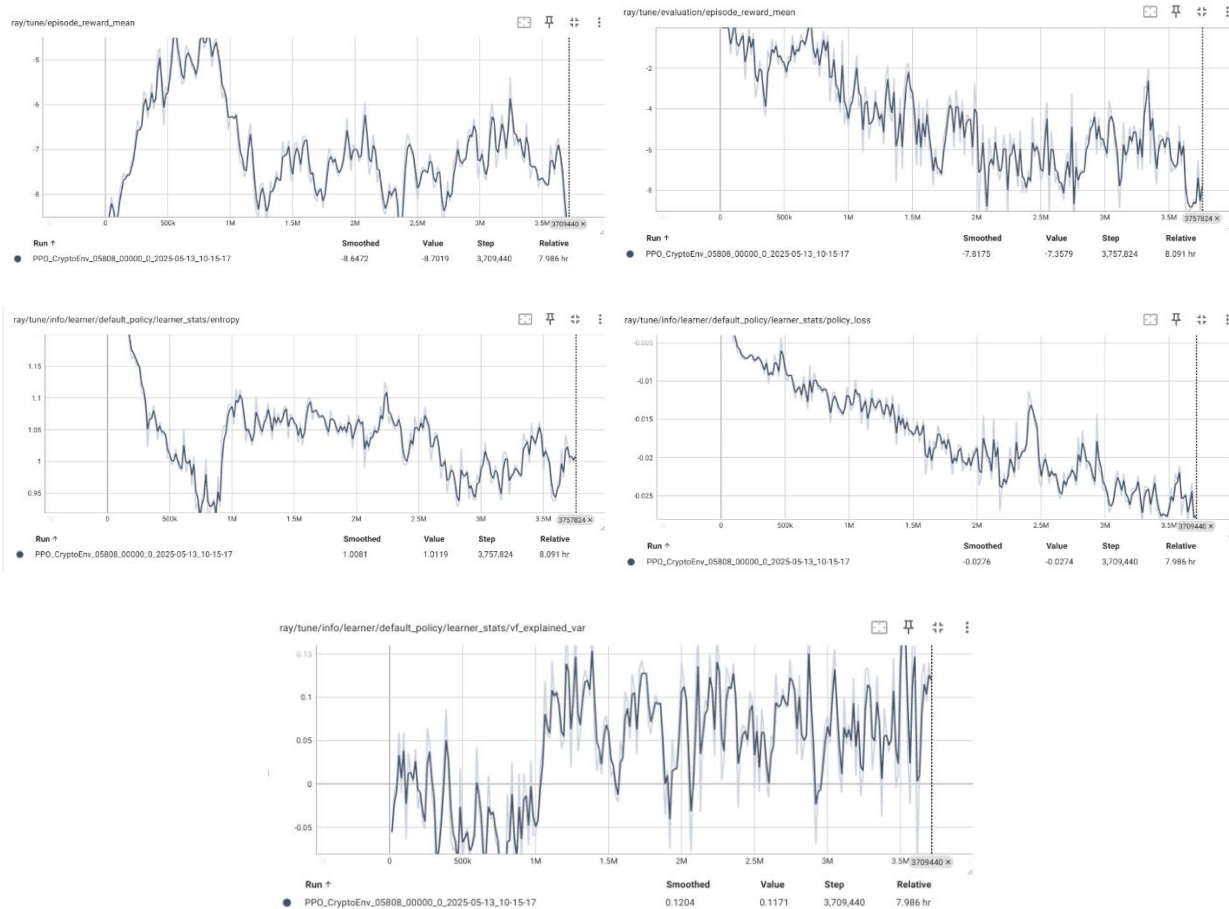 ray/tune/episode_reward_mean
-5
-6
-7
-8
0 500k 1M 1.5M 2M 2.5M 3M 3.5M 3709440 ×
Run ↑ Smoothed Value Step Relative
PPO_CryptoEnv_05808_00000_0_2025-05-13_10-15-17 -8.6472 -8.7019 3,709,440 7.986 hr
ray/tune/evaluation/episode_reward_mean
-2
-4
-6
-8
0 500k 1M 1.5M 2M 2.5M 3M 3.5M 3757824 ×
Run ↑ Smoothed Value Step Relative
PPO_CryptoEnv_05808_00000_0_2025-05-13_10-15-17 -7.8175 -7.3579 3,757,824 8.091 hr
ray/tune/info/learner/default_policy/learner_stats/entropy
1.15
1.1
1.05
1
0.95
0 500k 1M 1.5M 2M 2.5M 3M 3.5M 3757824 ×
Run ↑ Smoothed Value Step Relative
PPO_CryptoEnv_05808_00000_0_2025-05-13_10-15-17 1.0081 1.0119 3,757,824 8.091 hr
ray/tune/info/learner/default_policy/learner_stats/policy_loss
-0.005
-0.01
-0.015
-0.02
-0.025
0 500k 1M 1.5M 2M 2.5M 3M 3.5M 3709440 ×
Run ↑ Smoothed Value Step Relative
PPO_CryptoEnv_05808_00000_0_2025-05-13_10-15-17 -0.0276 -0.0274 3,709,440 7.986 hr
ray/tune/info/learner/default_policy/learner_stats/vf_explained_var
0.15
0.1
0.05
0
-0.05
0 500k 1M 1.5M 2M 2.5M 3M 3.5M 3709440 ×
Run ↑ Smoothed Value Step Relative
PPO_CryptoEnv_05808_00000_0_2025-05-13_10-15-17 0.1204 0.1171 3,709,440 7.986 hr